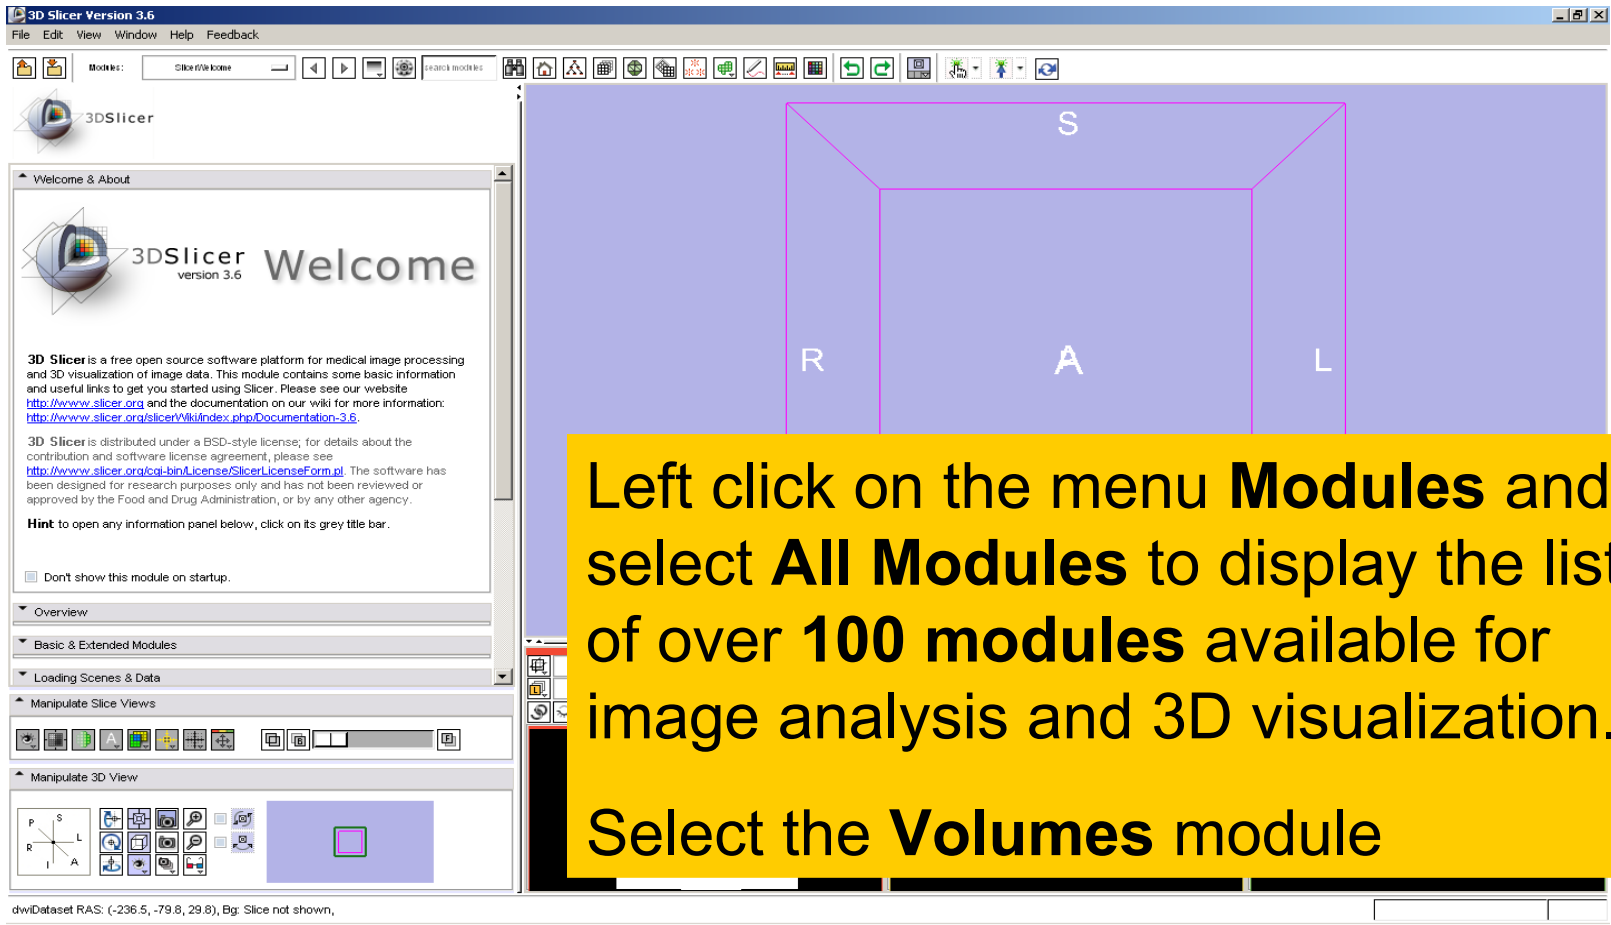 3D Slicer Version 3.6
File Edit View Window Help Feedback
Modules: SlicerWelcome search modules
3DSlicer
Welcome & About
3DSlicer
version 3.6
Welcome
3D Slicer is a free open source software platform for medical image processing
and 3D visualization of image data. This module contains some basic information
and useful links to get you started using Slicer. Please see our website
http://www.slicer.org and the documentation on our wiki for more information:
http://www.slicer.org/slicerWiki/index.php/Documentation-3.6.
3D Slicer is distributed under a BSD-style license; for details about the
contribution and software license agreement, please see
http://www.slicer.org/cgi-bin/License/SlicerLicenseForm.pl. The software has
been designed for research purposes only and has not been reviewed or
approved by the Food and Drug Administration, or by any other agency.
Hint to open any information panel below, click on its grey title bar.
Don't show this module on startup.
Overview
Basic & Extended Modules
Loading Scenes & Data
Manipulate Slice Views
A
B
F
Manipulate 3D View
P S
R L
I A
S
R A L
L
Left click on the menu Modules and
select All Modules to display the list
of over 100 modules available for
image analysis and 3D visualization.
Select the Volumes module
dwiDataset RAS: (-236.5, -79.8, 29.8), Bg: Slice not shown,